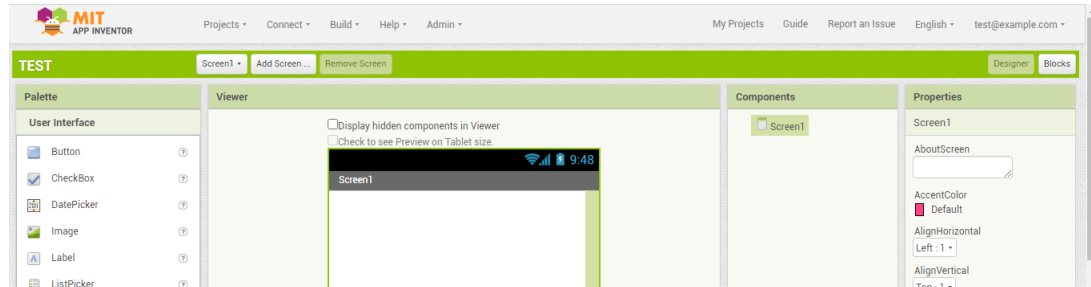 MIT
APP INVENTOR
Projects Connect Build Help Admin
My Projects Guide Report an Issue English test@example.com
TEST
Screen1 Add Screen ... Remove Screen
Designer Blocks
Palette
User Interface
Button
CheckBox
DatePicker
Image
Label
ListPicker
Viewer
Display hidden components in Viewer
Check to see Preview on Tablet size.
9:48
Screen1
Components
Screen1
Properties
Screen1
AboutScreen
AccentColor
Default
AlignHorizontal
Left : 1
AlignVertical
Top : 1